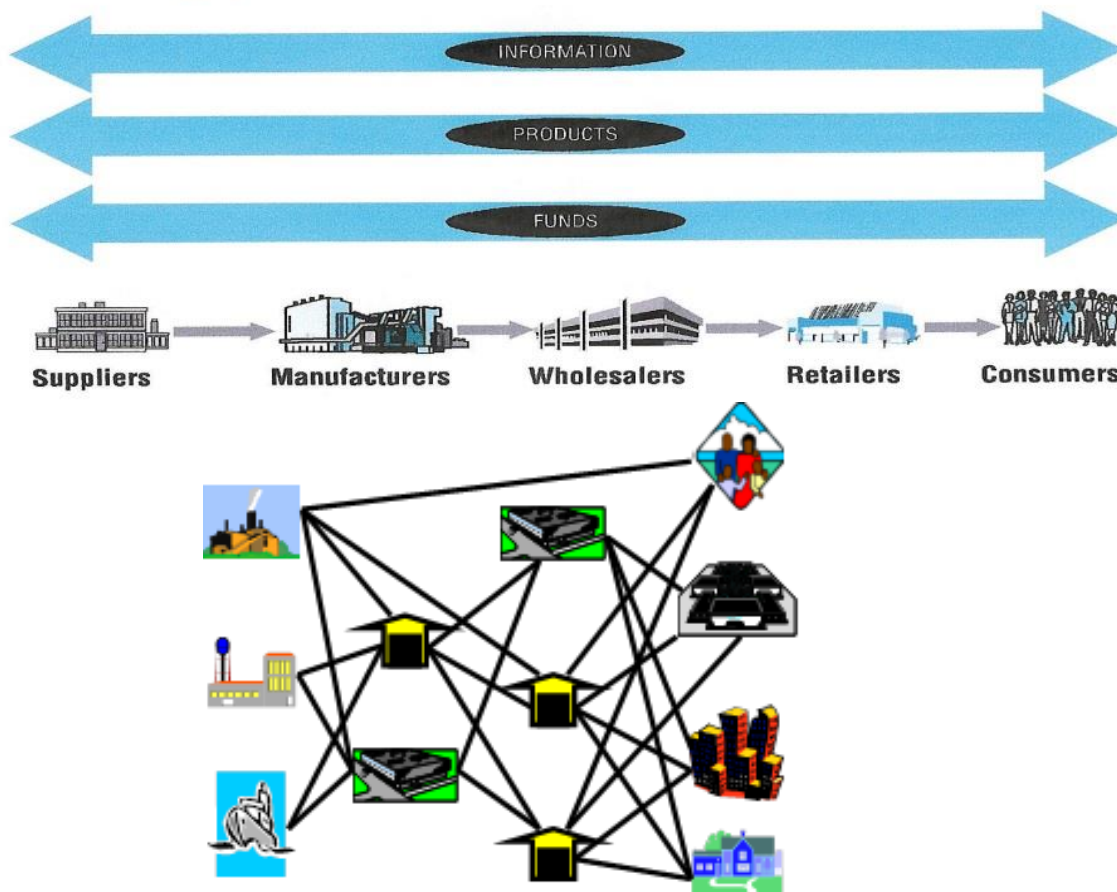 INFORMATION
PRODUCTS
FUNDS
Suppliers Manufacturers Wholesalers Retailers Consumers